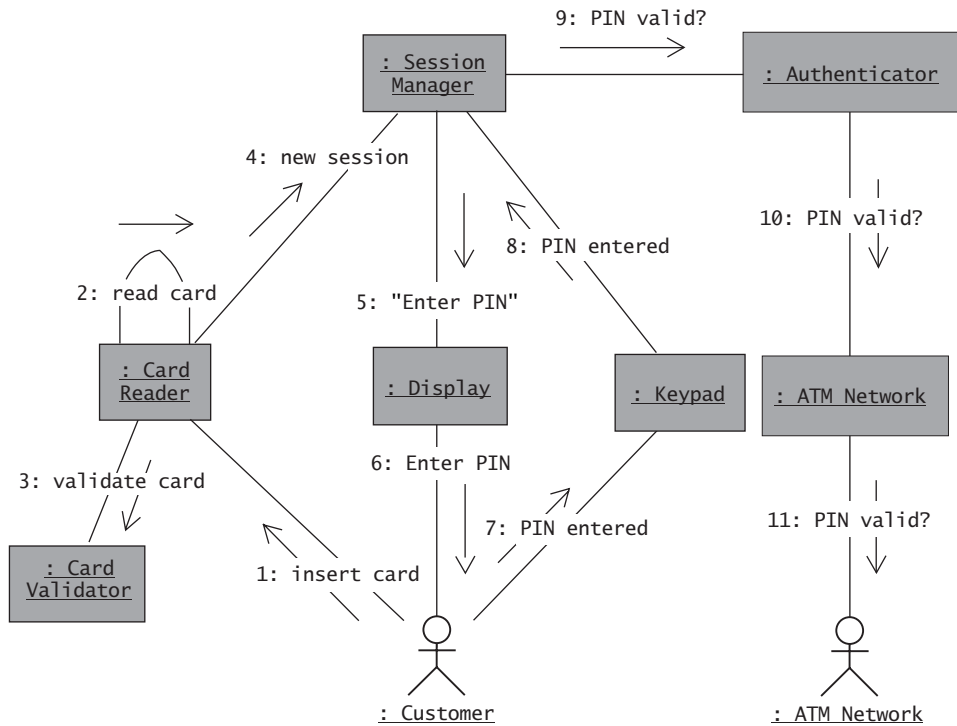 9: PIN valid?
: Session
Manager
: Authenticator
4: new session
10: PIN valid?
8: PIN entered
2: read card
5: "Enter PIN"
: Card
Reader
: Display
: Keypad
: ATM Network
6: Enter PIN
3: validate card
11: PIN valid?
7: PIN entered
: Card
Validator
1: insert card
: Customer
: ATM Network